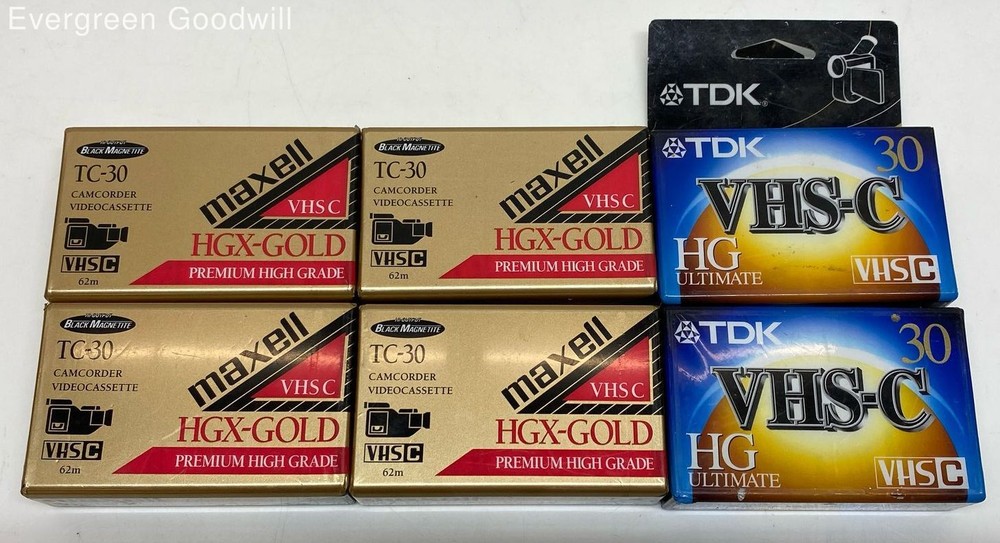 Evergreen Goodwill
TDK
BLACK MAGNETITE
TC-30
CAMCORDER
VIDEOCASSETTE
VHS C
62m
maxell
VHS C
HGX-GOLD
PREMIUM HIGH GRADE
BLACK MAGNETITE
TC-30
CAMCORDER
VIDEOCASSETTE
VHS C
62m
maxell
VHS C
HGX-GOLD
PREMIUM HIGH GRADE
TDK
30
VHS-C
HG
ULTIMATE
VHS C
BLACK MAGNETITE
TC-30
CAMCORDER
VIDEOCASSETTE
VHS C
62m
maxell
VHS C
HGX-GOLD
PREMIUM HIGH GRADE
BLACK MAGNETITE
TC-30
CAMCORDER
VIDEOCASSETTE
VHS C
62m
maxell
VHS C
HGX-GOLD
PREMIUM HIGH GRADE
TDK
30
VHS-C
HG
ULTIMATE
VHS C